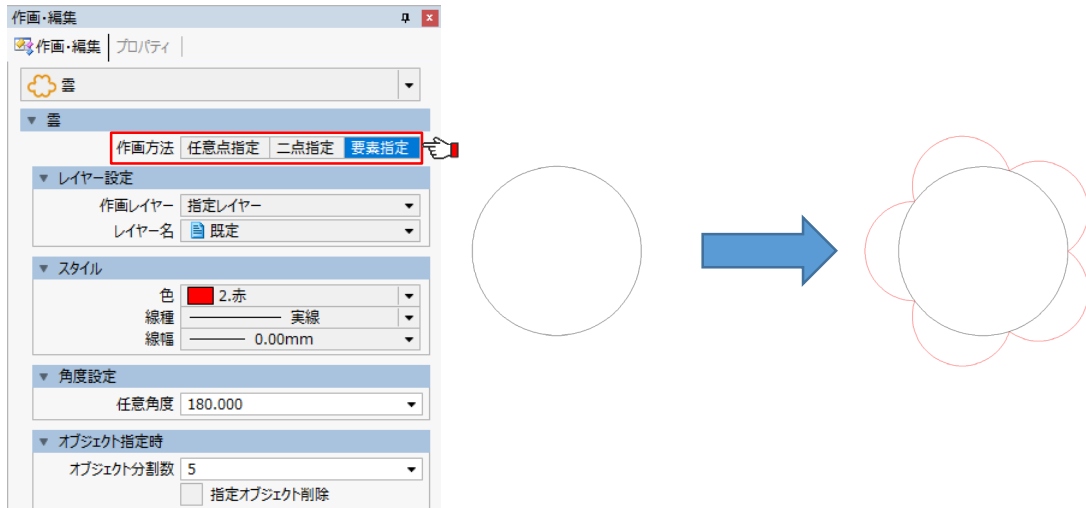 作画・編集
作画・編集 プロパティ
雲
雲
作画方法 任意点指定 二点指定 要素指定
レイヤー設定
作画レイヤー 指定レイヤー
レイヤー名 既定
スタイル
色 2.赤
線種 実線
線幅 0.00mm
角度設定
任意角度 180.000
オブジェクト指定時
オブジェクト分割数 5
指定オブジェクト削除